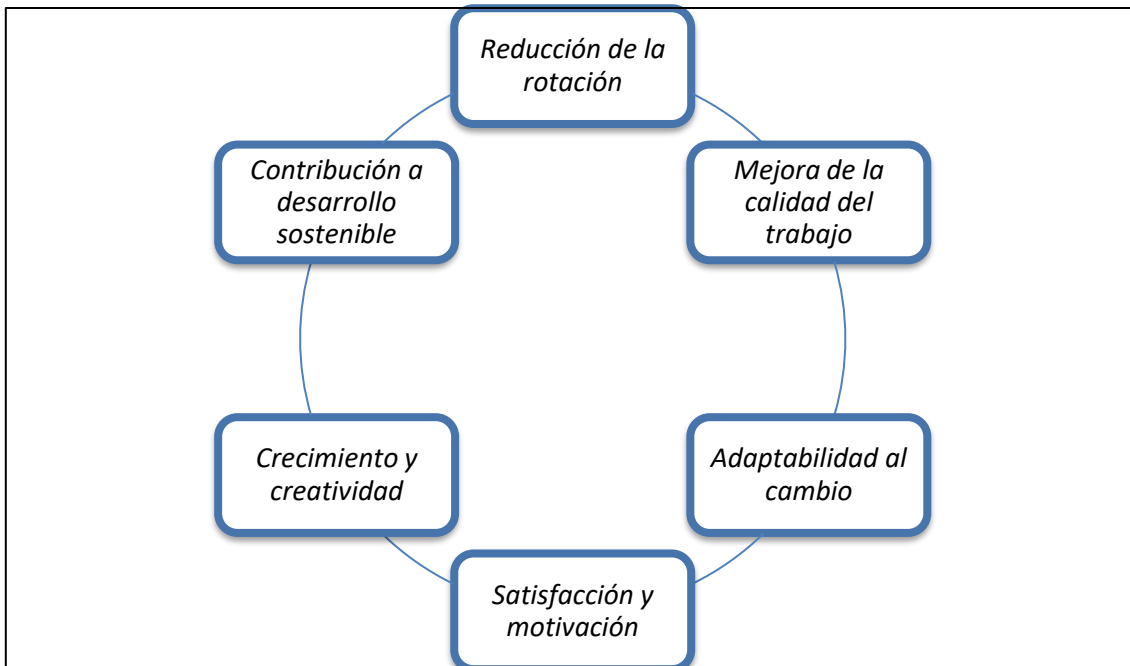 Reducción de la
rotación
Mejora de la
calidad del
trabajo
Adaptabilidad al
cambio
Satisfacción y
motivación
Crecimiento y
creatividad
Contribución a
desarrollo
sostenible